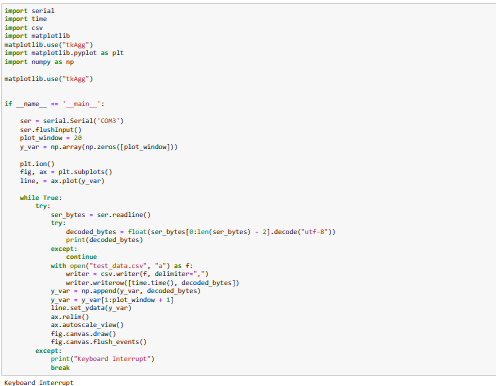 import serial
import time
import csv
import matplotlib
matplotlib.use("tkAgg")
import matplotlib.pyplot as plt
import numpy as np
matplotlib.use("tkAgg")
if __name__ == '__main__':
ser = serial.Serial('COM3')
ser.flushInput()
plot_window = 20
y_var = np.array(np.zeros([plot_window]))
plt.ion()
fig, ax = plt.subplots()
line, = ax.plot(y_var)
while True:
try:
ser_bytes = ser.readline()
try:
decoded_bytes = float(ser_bytes[0:len(ser_bytes) - 2].decode("utf-8"))
print(decoded_bytes)
except:
continue
with open("test_data.csv", "a") as f:
writer = csv.writer(f, delimiter=",")
writer.writerow([time.time(), decoded_bytes])
y_var = np.append(y_var, decoded_bytes)
y_var = y_var[1:plot_window + 1]
line.set_ydata(y_var)
ax.relim()
ax.autoscale_view()
fig.canvas.draw()
fig.canvas.flush_events()
except:
print("Keyboard Interrupt")
break
Keyboard Interrupt